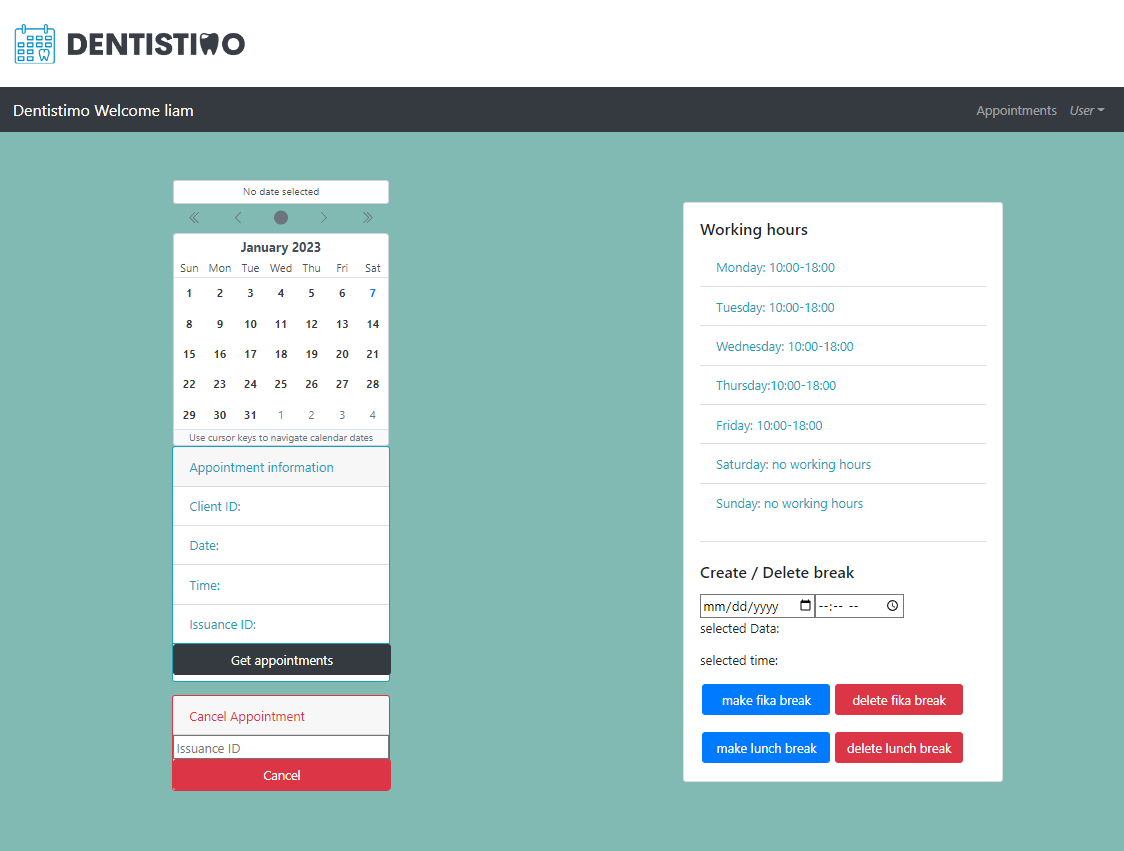 DENTISTIMO
Dentistimo Welcome liam
Appointments User
No date selected
January 2023
Sun Mon Tue Wed Thu Fri Sat
1 2 3 4 5 6 7
8 9 10 11 12 13 14
15 16 17 18 19 20 21
22 23 24 25 26 27 28
29 30 31 1 2 3 4
Use cursor keys to navigate calendar dates
Appointment information
Client ID:
Date:
Time:
Issuance ID:
Get appointments
Cancel Appointment
Issuance ID
Cancel
Working hours
Monday: 10:00-18:00
Tuesday: 10:00-18:00
Wednesday: 10:00-18:00
Thursday:10:00-18:00
Friday: 10:00-18:00
Saturday: no working hours
Sunday: no working hours
Create / Delete break
mm/dd/yyyy --:-- --
selected Data:
selected time:
make fika break delete fika break
make lunch break delete lunch break